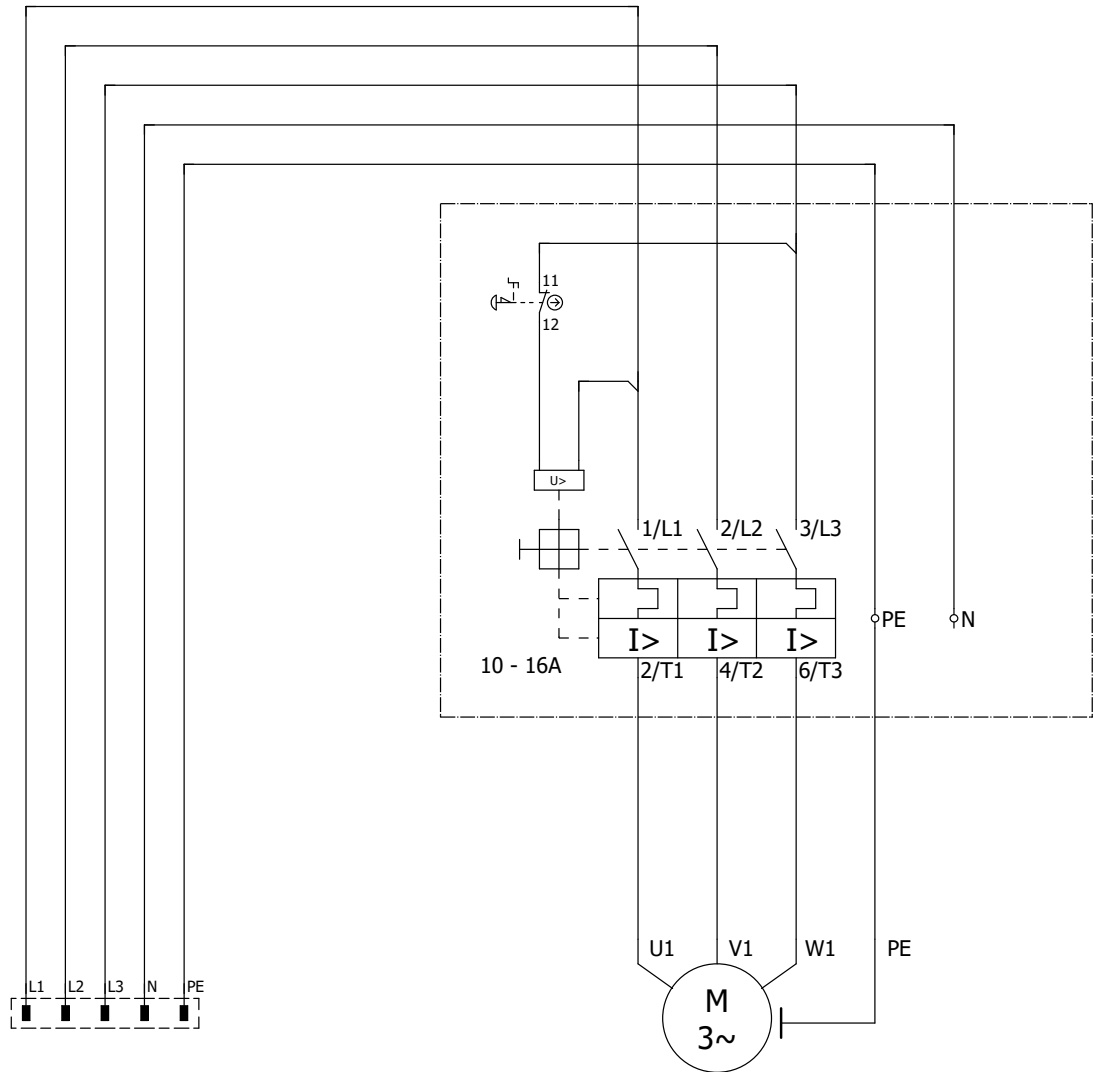 11
12
U>
1/L1 2/L2 3/L3
PE N
I> I> I>
10 - 16A
2/T1 4/T2 6/T3
U1 V1 W1 PE
L1 L2 L3 N PE
M
3~